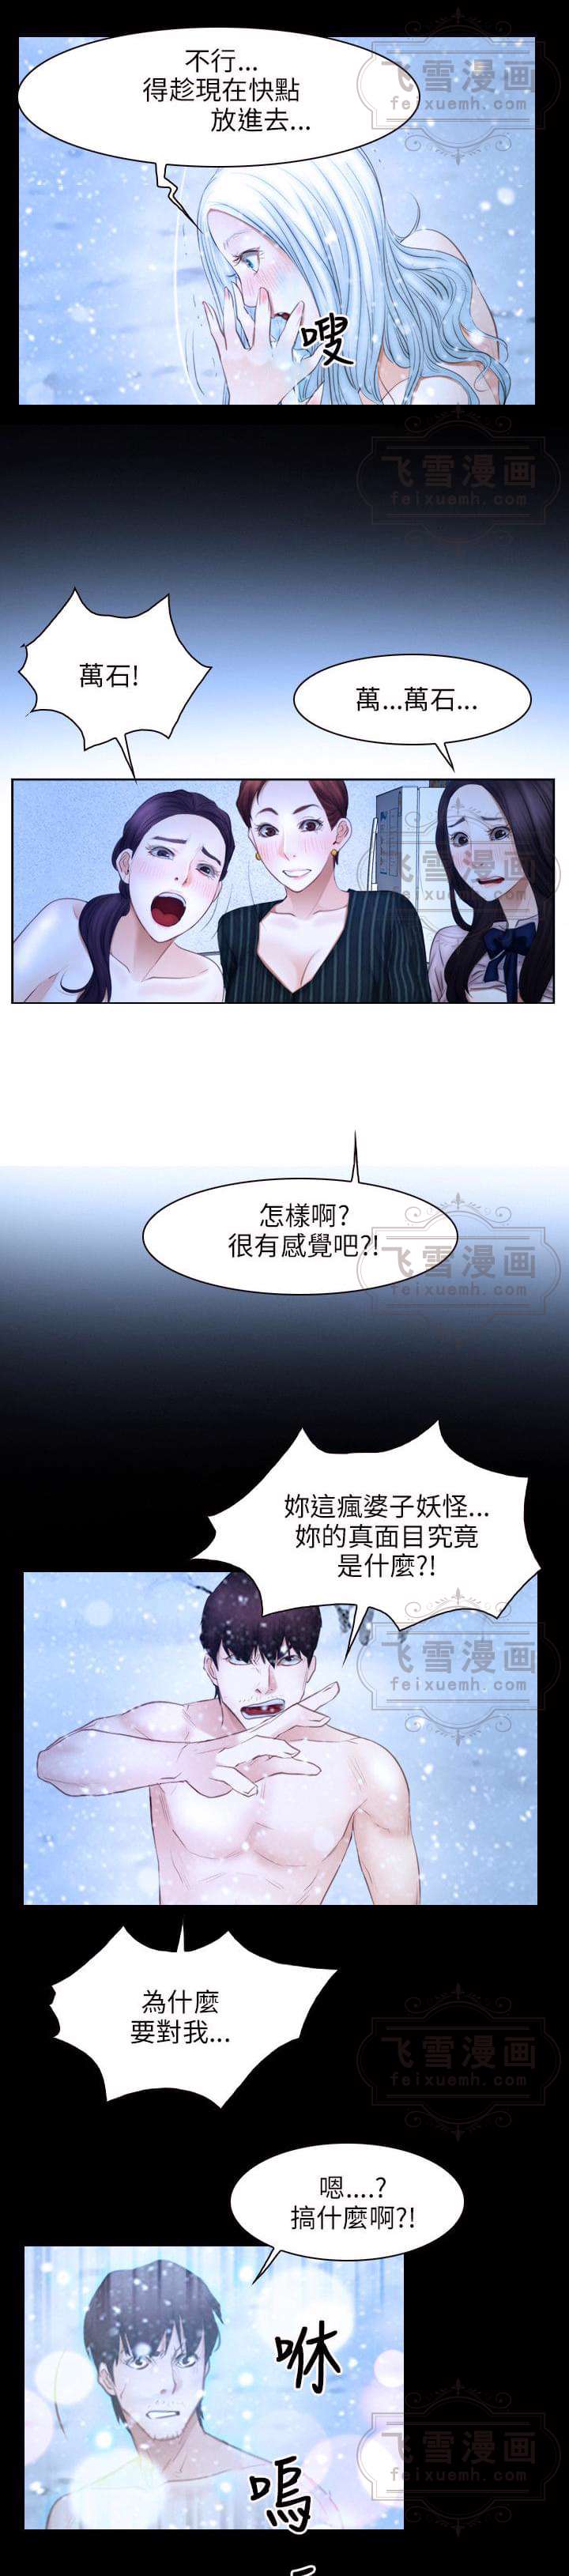 不行...
得趁現在快點
放進去...
飞雪漫画
feixuemh.com
嗖
飞雪漫画
feixuemh.com
萬石!
萬...萬石...
飞雪漫画
feixuemh.com
怎樣啊?
很有感覺吧?!
飞雪漫画
feixuemh.com
妳這瘋婆子妖怪...
妳的真面目究竟
是什麼?!
飞雪漫画
feixuemh.com
為什麼
要對我...
飞雪漫画
feixuemh.com
嗯....?
搞什麼啊?!
咻
飞雪漫画
feixuemh.com
嗚